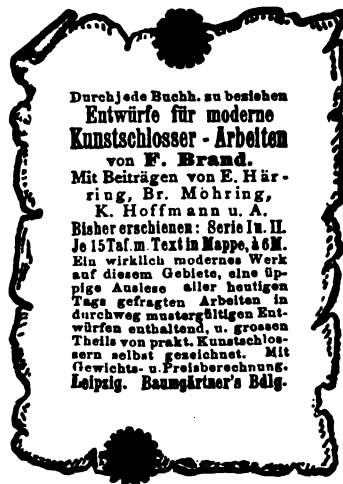 Durch jede Buchh. zu beziehen
Entwürfe für moderne
Kunstschlosser - Arbeiten
von F. Brand.
Mit Beiträgen von E. Här-
ring, Br. Möhring,
K. Hoffmann u. A.
Bisher erschienen: Serie I u. II.
Je 15 Taf. m. Text in Mappe, à 6 M.
Ein wirklich modernes Werk
auf diesem Gebiete, eine üp-
pige Auslese aller heutigen
Tags gefragten Arbeiten in
durchweg mustergültigen Ent-
würfen enthaltend, u. grossen
Theils von prakt. Kunstschlos-
sern selbst gezeichnet. Mit
Gewichts- u. Preisberechnung.
Leipzig. Baumgärtner's Bdlg.